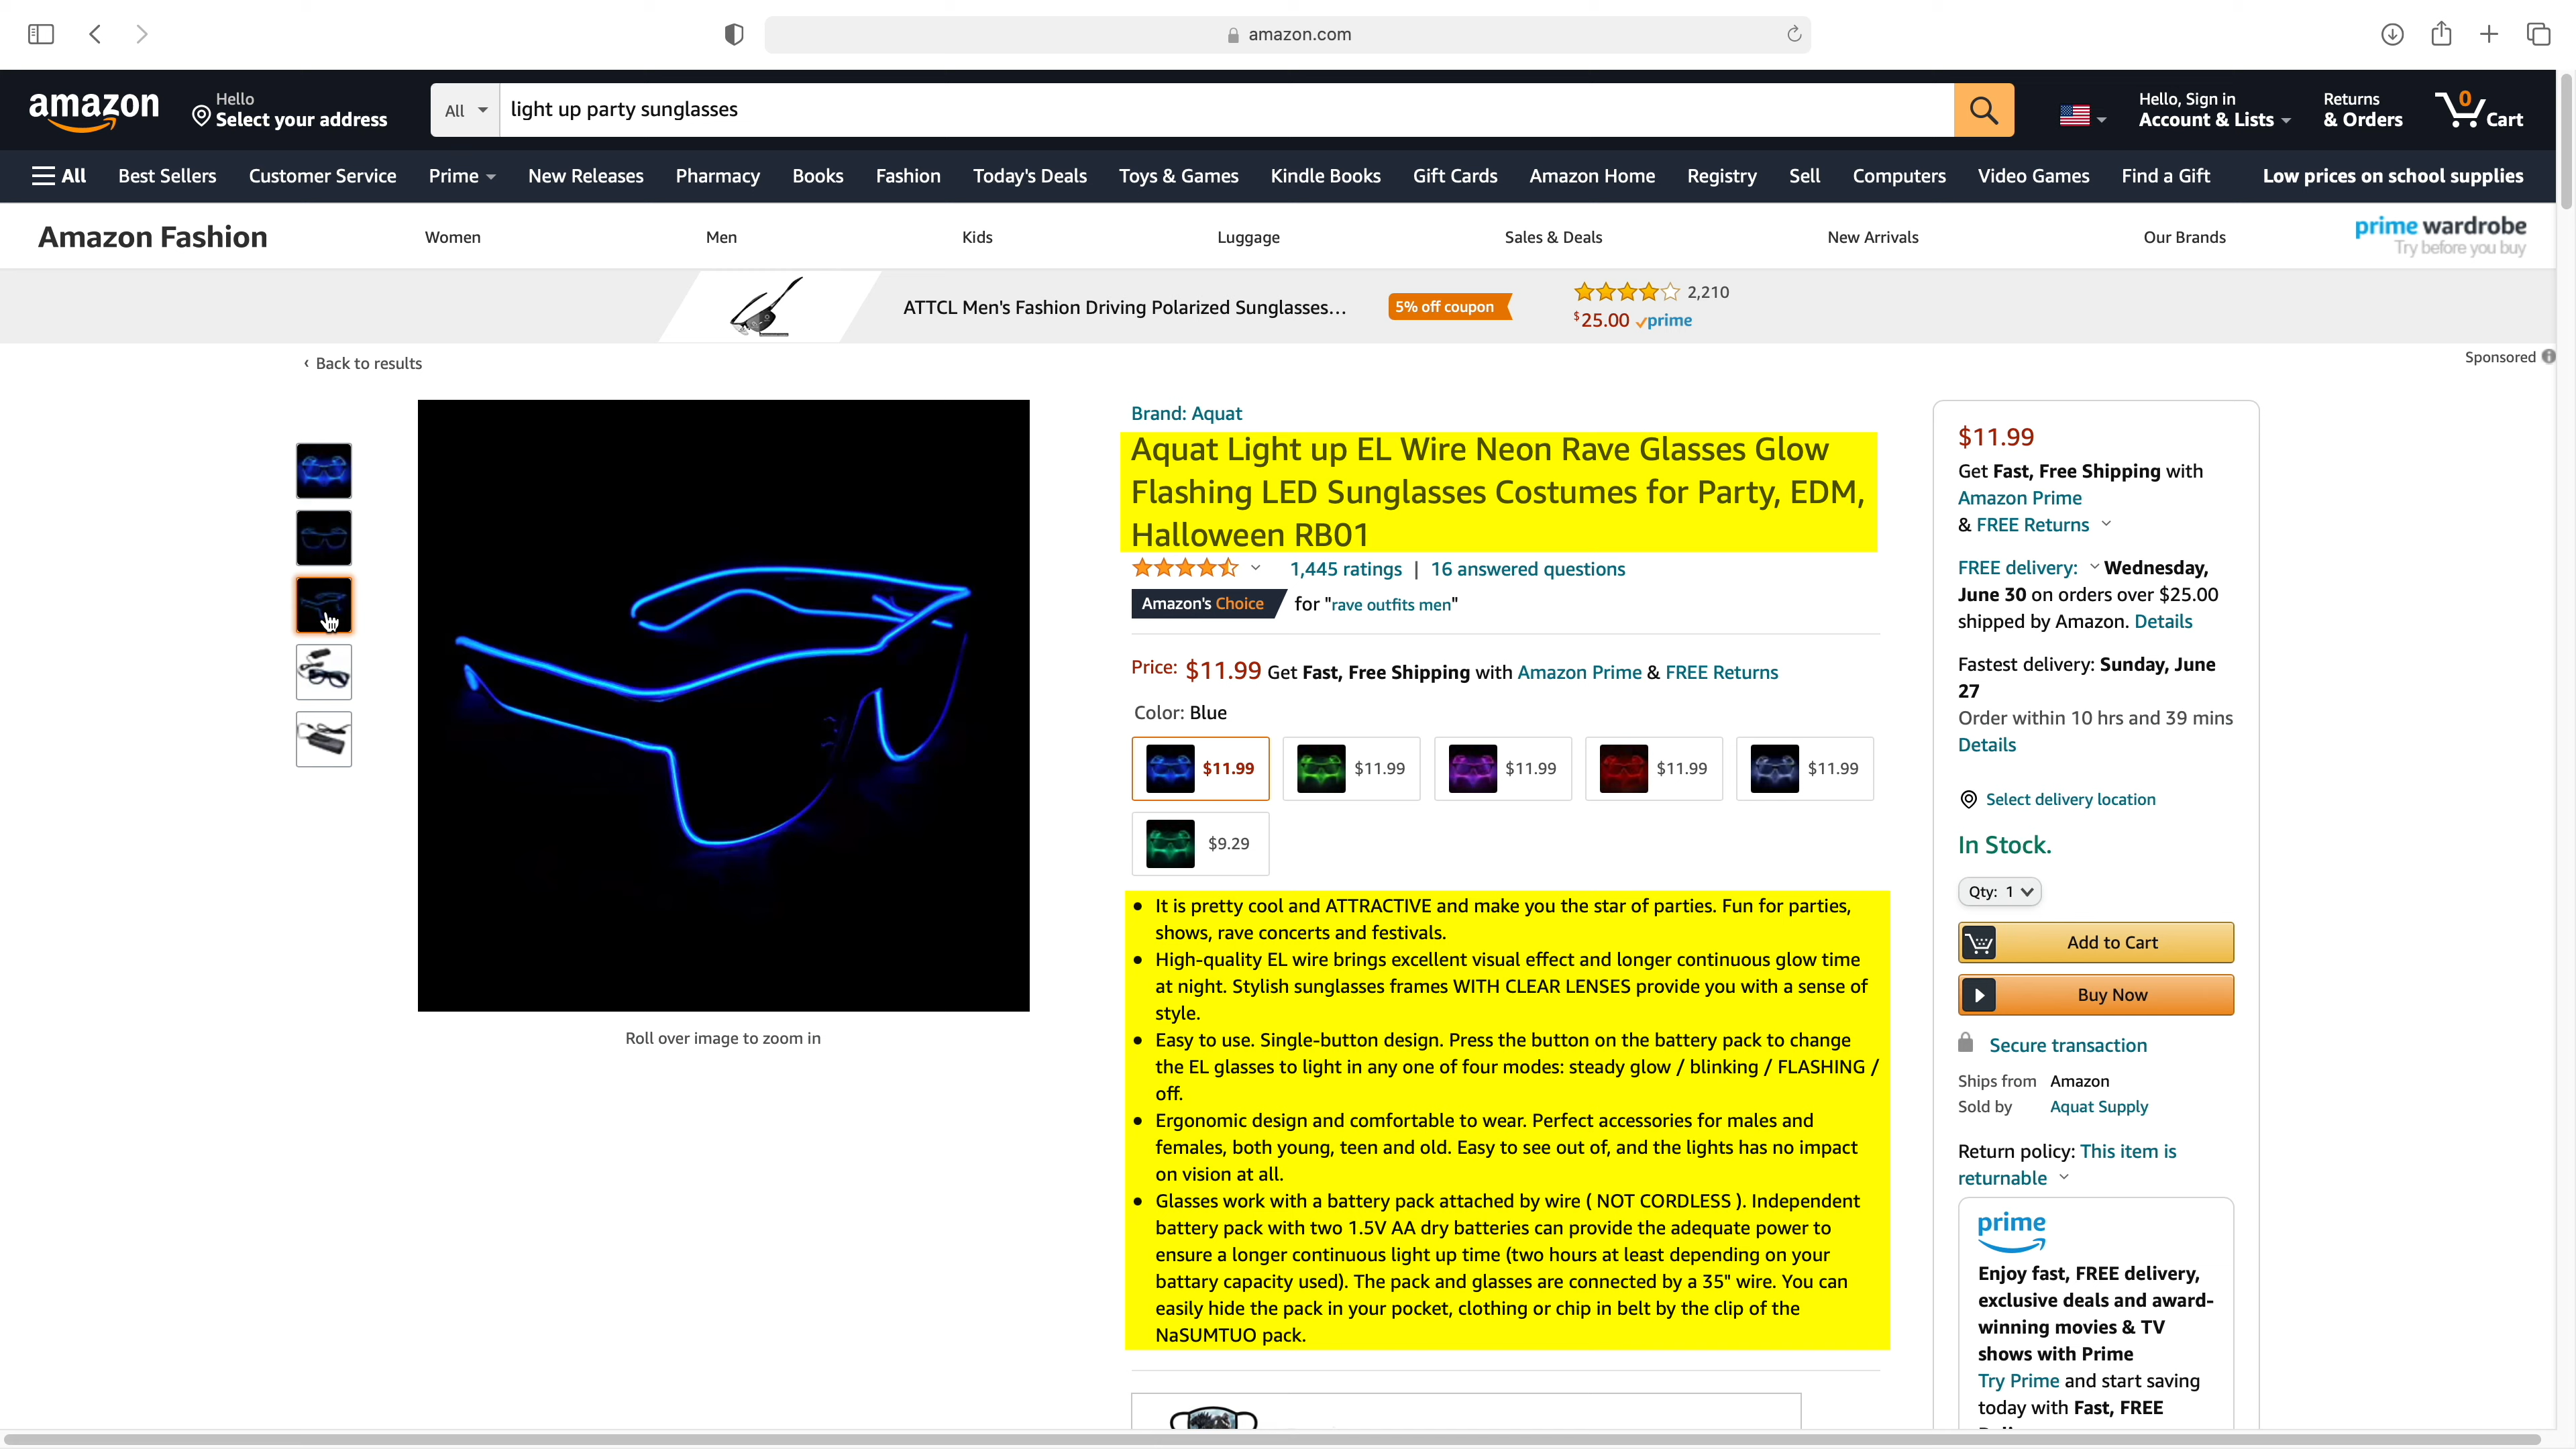 amazon.com
amazon
Hello
Select your address
All
light up party sunglasses
Hello, Sign in
Account & Lists
Returns
& Orders
0
Cart
All
Best Sellers
Customer Service
Prime
New Releases
Pharmacy
Books
Fashion
Today's Deals
Toys & Games
Kindle Books
Gift Cards
Amazon Home
Registry
Sell
Computers
Video Games
Find a Gift
Low prices on school supplies
Amazon Fashion
Women
Men
Kids
Luggage
Sales & Deals
New Arrivals
Our Brands
prime wardrobe
Try before you buy
ATTCL Men's Fashion Driving Polarized Sunglasses...
5% off coupon
2,210
$25.00 prime
Sponsored
‹ Back to results
Roll over image to zoom in
Brand: Aquat
Aquat Light up EL Wire Neon Rave Glasses Glow
Flashing LED Sunglasses Costumes for Party, EDM,
Halloween RB01
1,445 ratings | 16 answered questions
Amazon's Choice for "rave outfits men"
Price: $11.99 Get Fast, Free Shipping with Amazon Prime & FREE Returns
Color: Blue
$11.99
$11.99
$11.99
$11.99
$11.99
$9.29
• It is pretty cool and ATTRACTIVE and make you the star of parties. Fun for parties,
shows, rave concerts and festivals.
• High-quality EL wire brings excellent visual effect and longer continuous glow time
at night. Stylish sunglasses frames WITH CLEAR LENSES provide you with a sense of
style.
• Easy to use. Single-button design. Press the button on the battery pack to change
the EL glasses to light in any one of four modes: steady glow / blinking / FLASHING /
off.
• Ergonomic design and comfortable to wear. Perfect accessories for males and
females, both young, teen and old. Easy to see out of, and the lights has no impact
on vision at all.
• Glasses work with a battery pack attached by wire ( NOT CORDLESS ). Independent
battery pack with two 1.5V AA dry batteries can provide the adequate power to
ensure a longer continuous light up time (two hours at least depending on your
battary capacity used). The pack and glasses are connected by a 35" wire. You can
easily hide the pack in your pocket, clothing or chip in belt by the clip of the
NaSUMTUO pack.
$11.99
Get Fast, Free Shipping with
Amazon Prime
& FREE Returns
FREE delivery: Wednesday,
June 30 on orders over $25.00
shipped by Amazon. Details
Fastest delivery: Sunday, June
27
Order within 10 hrs and 39 mins
Details
Select delivery location
In Stock.
Qty: 1
Add to Cart
Buy Now
Secure transaction
Ships from Amazon
Sold by Aquat Supply
Return policy: This item is
returnable
prime
Enjoy fast, FREE delivery,
exclusive deals and award-
winning movies & TV
shows with Prime
Try Prime and start saving
today with Fast, FREE